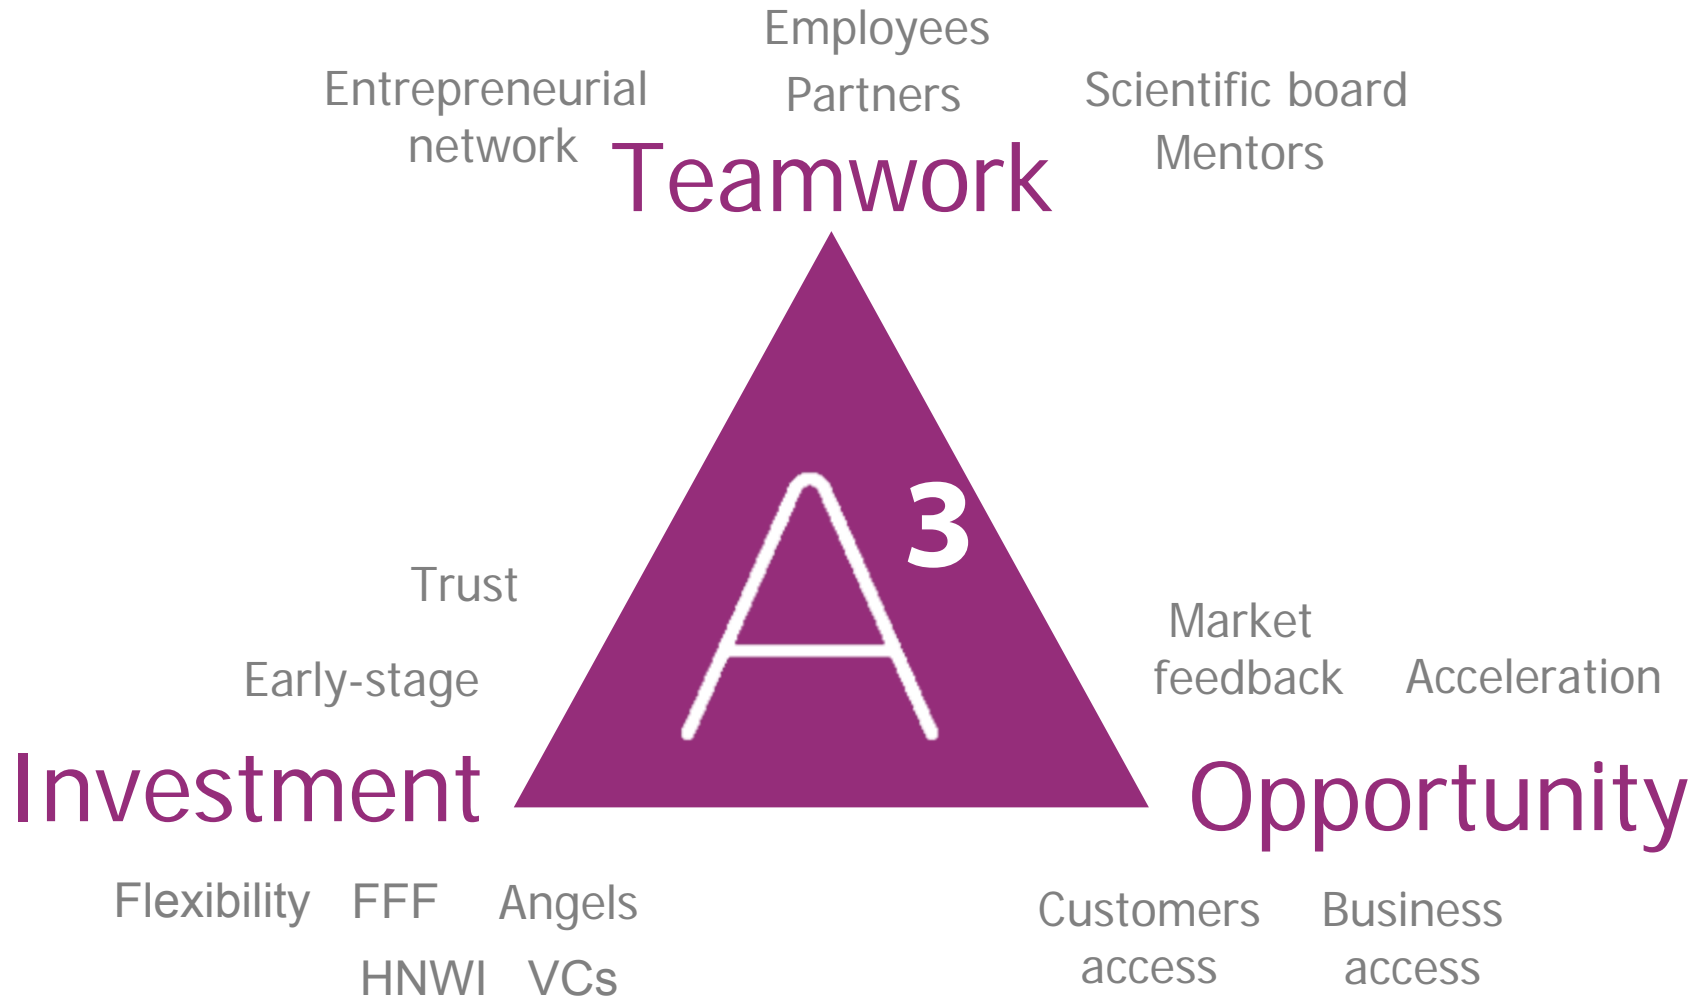 Employees
Entrepreneurial
network
Partners
Scientific board
Mentors
Teamwork
A3
Trust
Early-stage
Investment
Flexibility FFF Angels
HNWI VCs
Market
feedback
Acceleration
Opportunity
Customers
access
Business
access